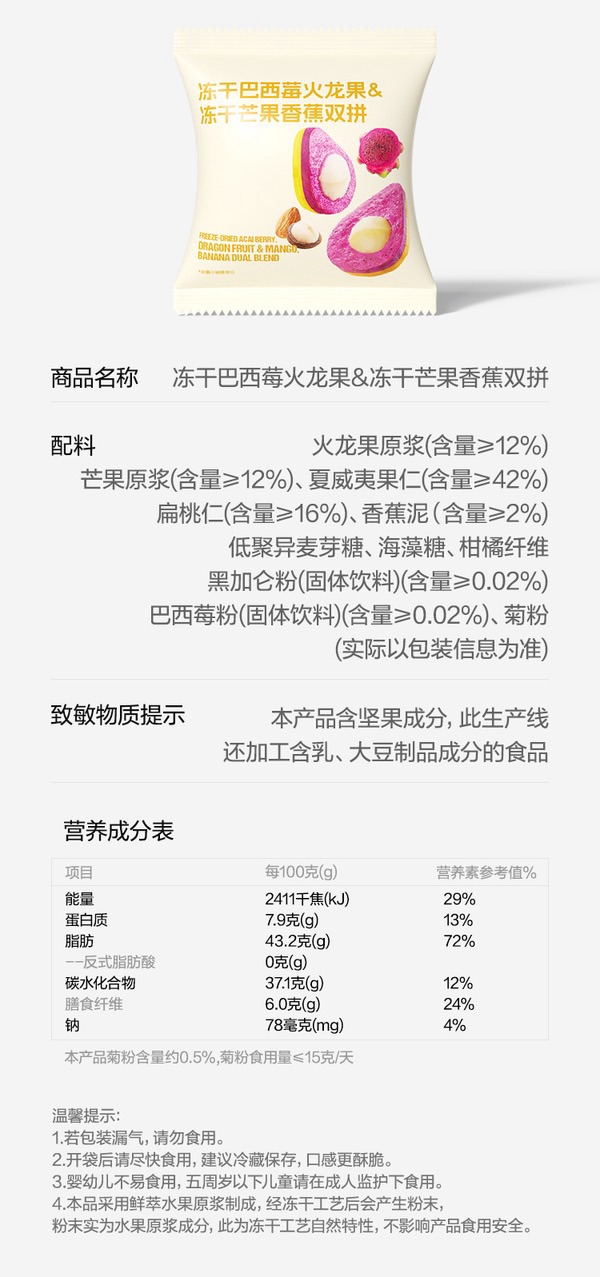 冻干巴西莓火龙果&
冻干芒果香蕉双拼
FREEZE-DRIED ACAI BERRY,
DRAGON FRUIT & MANGO,
BANANA DUAL BLEND
商品名称 冻干巴西莓火龙果&冻干芒果香蕉双拼
配料 火龙果原浆(含量≥12%)
芒果原浆(含量≥12%)、夏威夷果仁(含量≥42%)
扁桃仁(含量≥16%)、香蕉泥(含量≥2%)
低聚异麦芽糖、海藻糖、柑橘纤维
黑加仑粉(固体饮料)(含量≥0.02%)
巴西莓粉(固体饮料)(含量≥0.02%)、菊粉
(实际以包装信息为准)
致敏物质提示 本产品含坚果成分, 此生产线
还加工含乳、大豆制品成分的食品
营养成分表
项目 每100克(g) 营养素参考值%
能量 2411千焦(kJ) 29%
蛋白质 7.9克(g) 13%
脂肪 43.2克(g) 72%
--反式脂肪酸 0克(g)
碳水化合物 37.1克(g) 12%
膳食纤维 6.0克(g) 24%
钠 78毫克(mg) 4%
本产品菊粉含量约0.5%,菊粉食用量≤15克/天
温馨提示:
1.若包装漏气, 请勿食用。
2.开袋后请尽快食用, 建议冷藏保存, 口感更酥脆。
3.婴幼儿不易食用, 五周岁以下儿童请在成人监护下食用。
4.本品采用鲜萃水果原浆制成, 经冻干工艺后会产生粉末,
粉末实为水果原浆成分, 此为冻干工艺自然特性, 不影响产品食用安全。